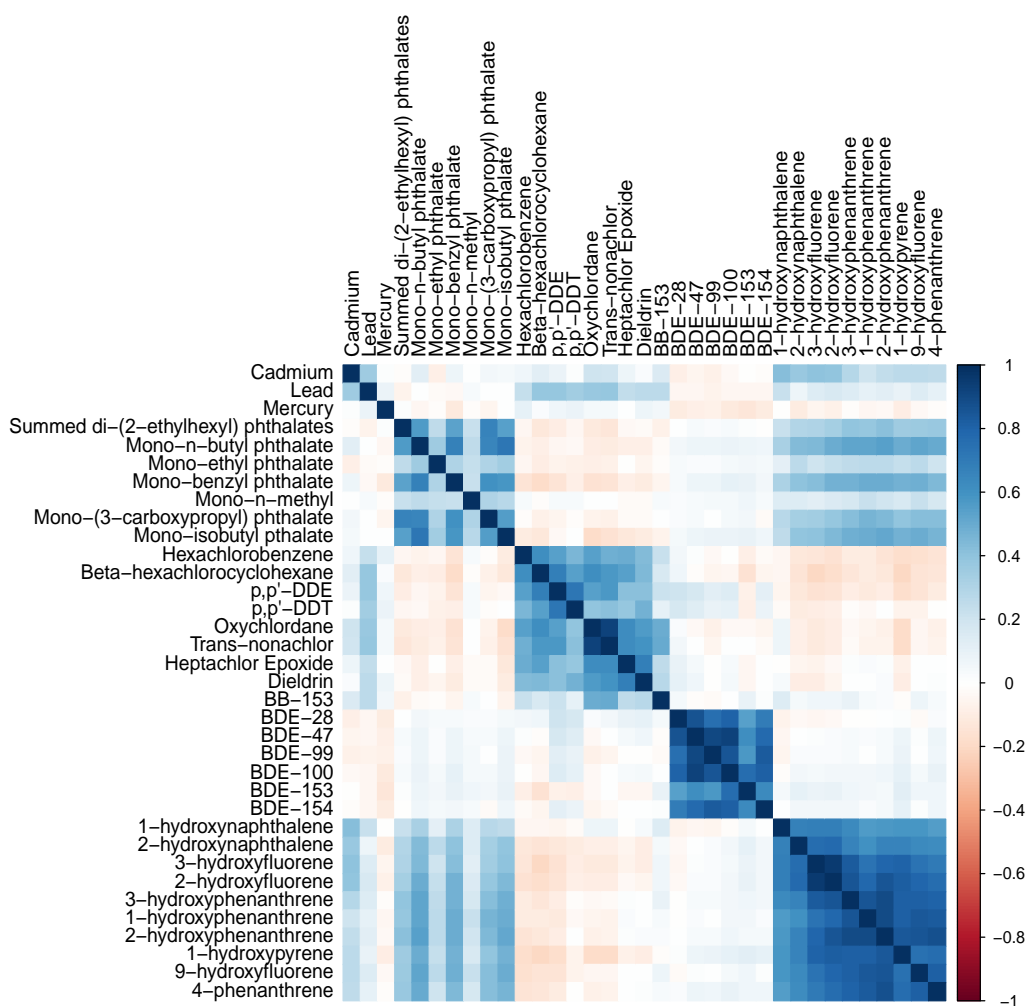 Cadmium
Lead
Mercury
Summed di−(2−ethylhexyl) phthalates
Mono−n−butyl phthalate
Mono−ethyl phthalate
Mono−benzyl phthalate
Mono−n−methyl
Mono−(3−carboxypropyl) phthalate
Mono−isobutyl pthalate
Hexachlorobenzene
Beta−hexachlorocyclohexane
p,p'−DDE
p,p'−DDT
Oxychlordane
Trans−nonachlor
Heptachlor Epoxide
Dieldrin
BB−153
BDE−28
BDE−47
BDE−99
BDE−100
BDE−153
BDE−154
1−hydroxynaphthalene
2−hydroxynaphthalene
3−hydroxyfluorene
2−hydroxyfluorene
3−hydroxyphenanthrene
1−hydroxyphenanthrene
2−hydroxyphenanthrene
1−hydroxypyrene
9−hydroxyfluorene
4−phenanthrene
Cadmium
Lead
Mercury
Summed di−(2−ethylhexyl) phthalates
Mono−n−butyl phthalate
Mono−ethyl phthalate
Mono−benzyl phthalate
Mono−n−methyl
Mono−(3−carboxypropyl) phthalate
Mono−isobutyl pthalate
Hexachlorobenzene
Beta−hexachlorocyclohexane
p,p'−DDE
p,p'−DDT
Oxychlordane
Trans−nonachlor
Heptachlor Epoxide
Dieldrin
BB−153
BDE−28
BDE−47
BDE−99
BDE−100
BDE−153
BDE−154
1−hydroxynaphthalene
2−hydroxynaphthalene
3−hydroxyfluorene
2−hydroxyfluorene
3−hydroxyphenanthrene
1−hydroxyphenanthrene
2−hydroxyphenanthrene
1−hydroxypyrene
9−hydroxyfluorene
4−phenanthrene
1
0.8
0.6
0.4
0.2
0
−0.2
−0.4
−0.6
−0.8
−1